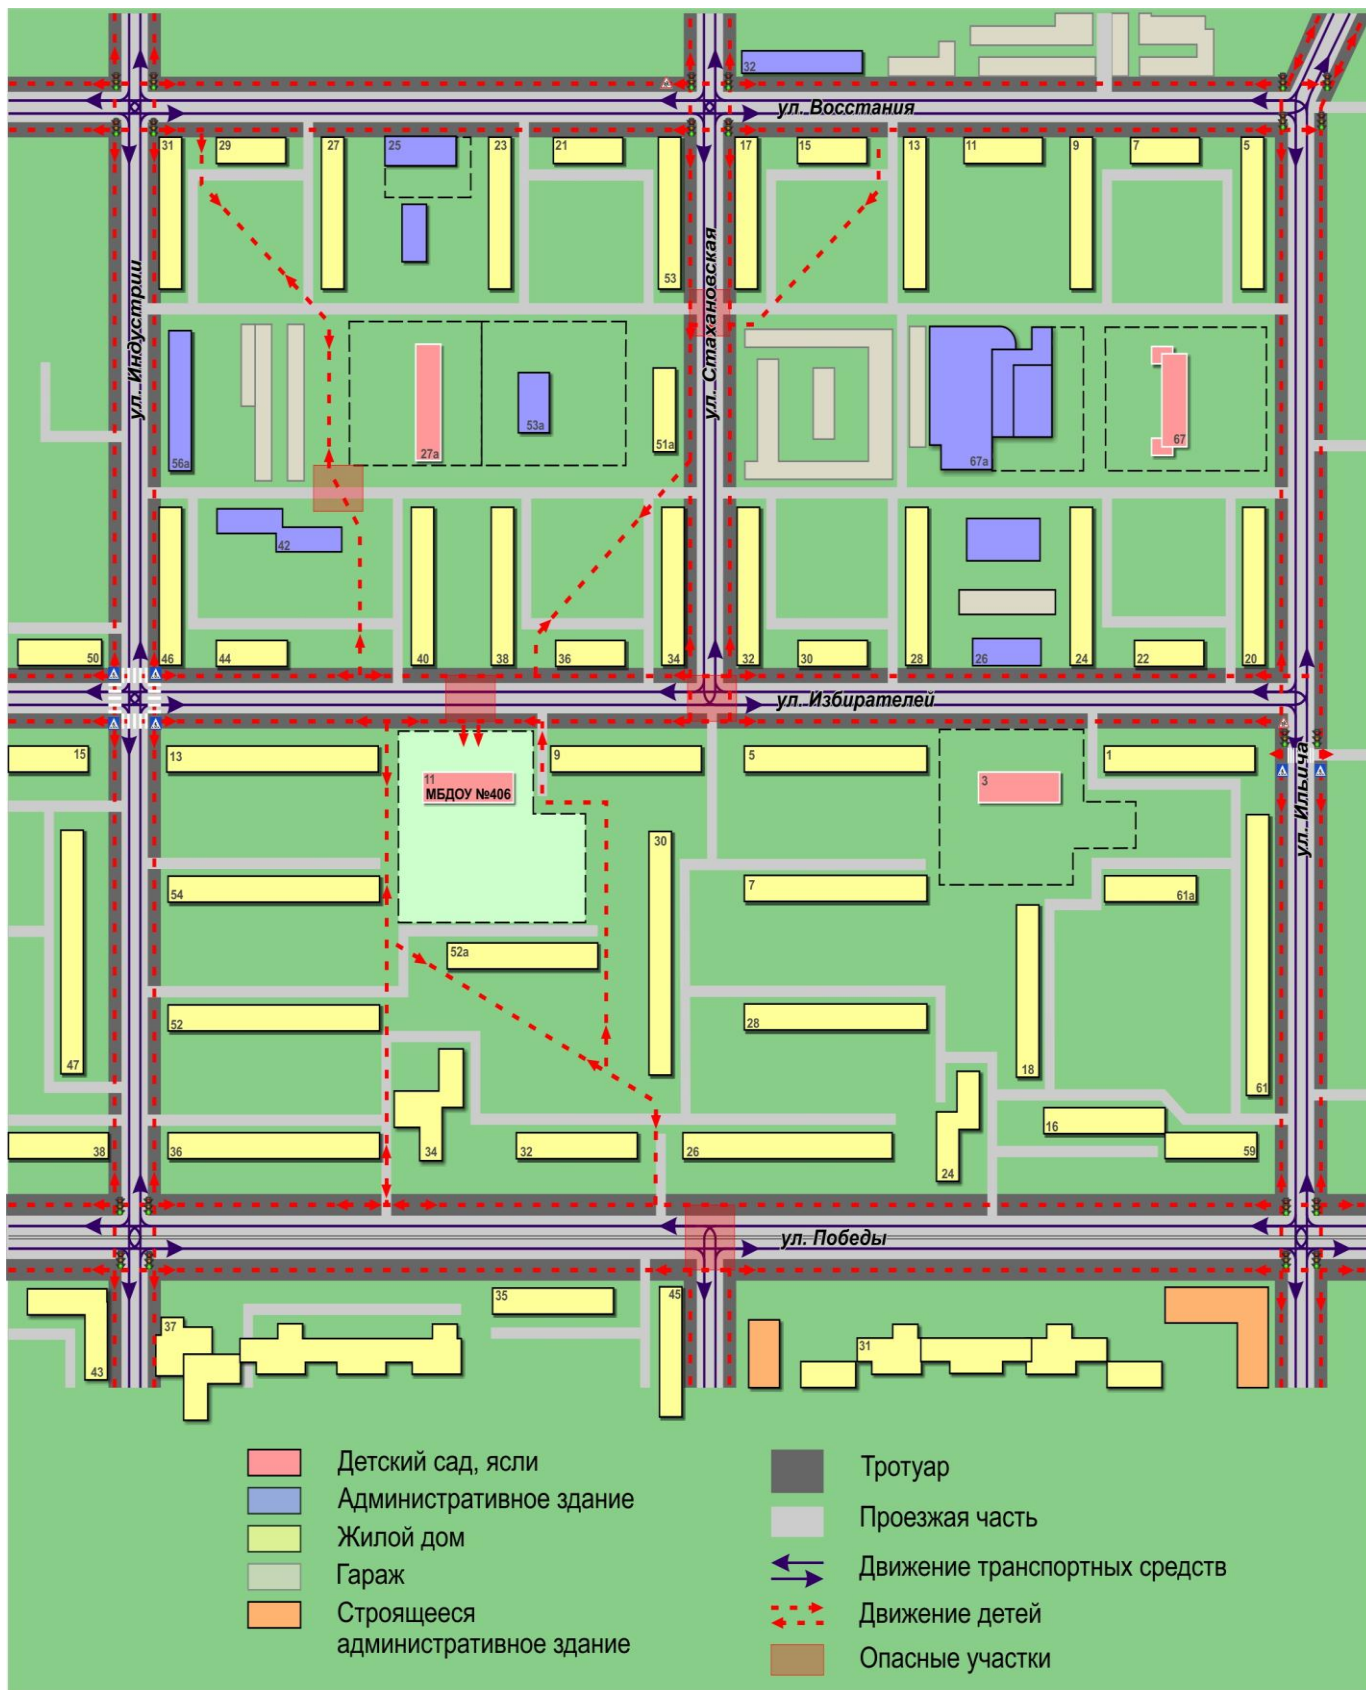 32
ул. Восстания
31
29
27
25
23
21
17
15
13
11
9
7
5
53
ул. Индустрии
ул. Стахановская
56а
27а
53а
51а
67а
67
42
50
46
44
40
38
36
34
32
30
28
26
24
22
20
ул. Избирателей
15
13
11
МБДОУ №406
9
5
3
1
ул. Ильича
30
54
7
61а
52а
52
28
47
18
61
38
36
34
32
26
24
16
59
ул. Победы
43
37
35
45
31
Детский сад, ясли
Административное здание
Жилой дом
Гараж
Строящееся
административное здание
Тротуар
Проезжая часть
Движение транспортных средств
Движение детей
Опасные участки